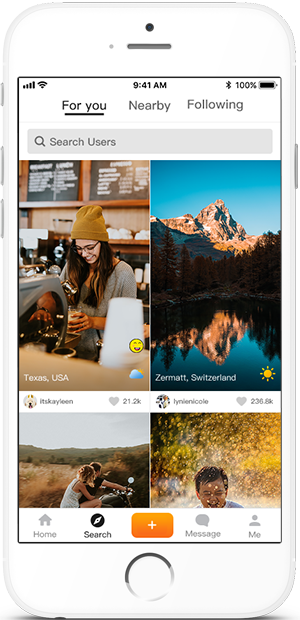 9:41 AM 100%
For you Nearby Following
Search Users
Texas, USA
Zermatt, Switzerland
itskayleen 21.2k
lynienicole 236.8k
+
Home Search Message Me